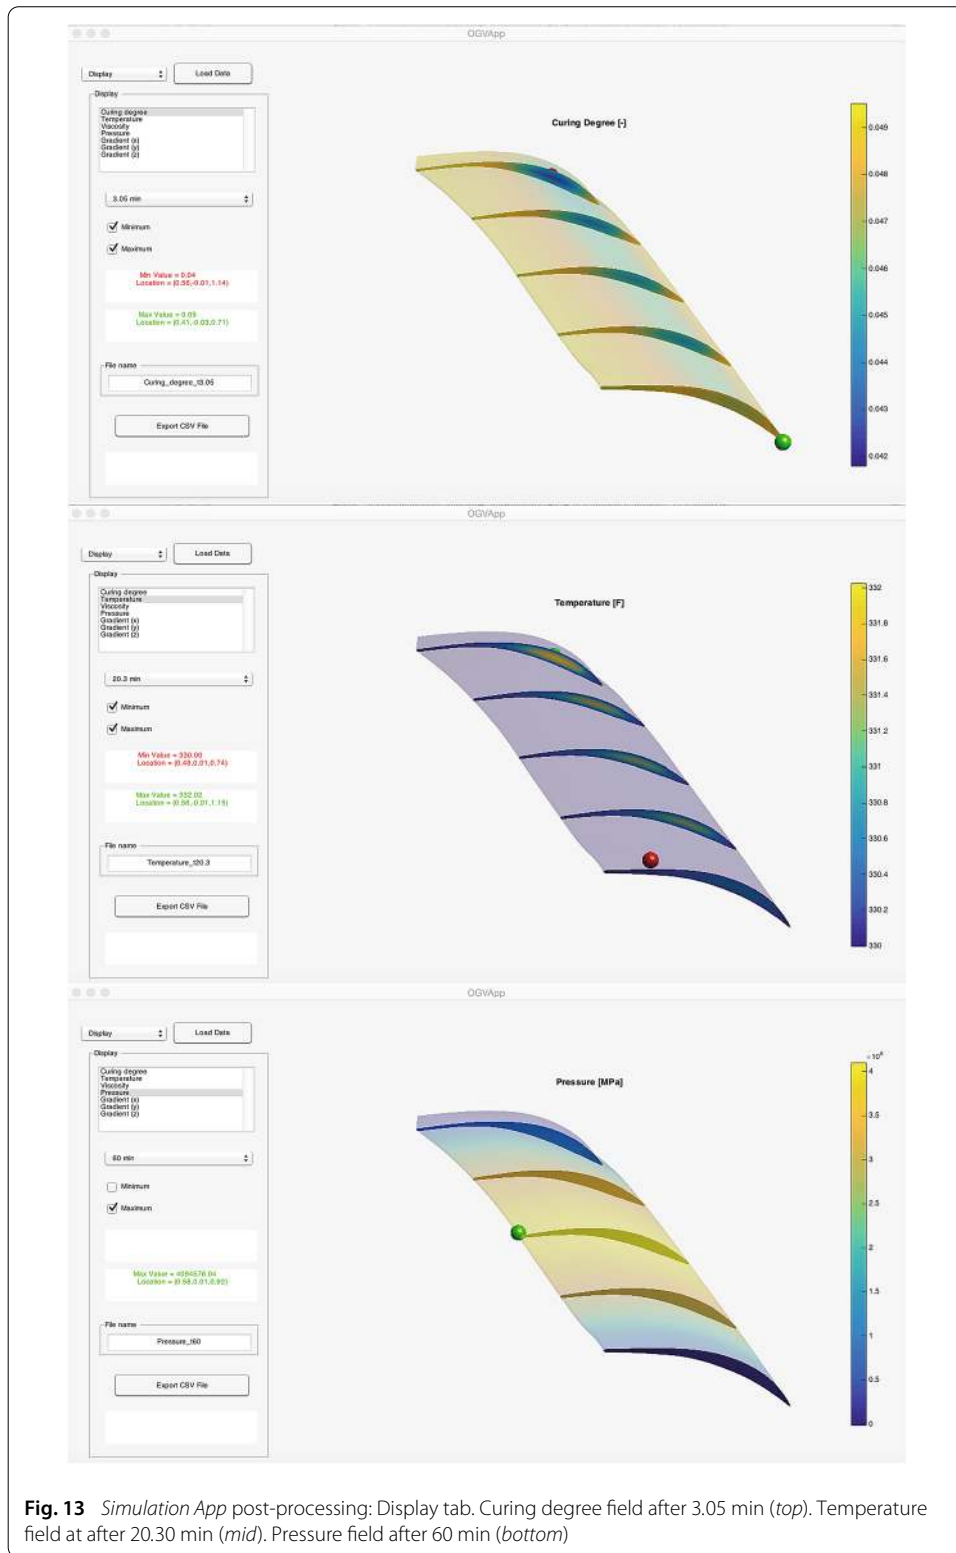 OGVApp
Display
Load Data
Display
Curing degree
Temperature
Viscosity
Pressure
Gradient (x)
Gradient (y)
Gradient (z)
3.05 min
Minimum
Maximum
Min Value = 0.04
Location = (0.56,-0.01,1.14)
Max Value = 0.05
Location = (0.41,-0.03,0.71)
File name
Curing_degree_t3.05
Export CSV File
Curing Degree [-]
0.049
0.048
0.047
0.046
0.045
0.044
0.043
0.042
OGVApp
Display
Load Data
Display
Curing degree
Temperature
Viscosity
Pressure
Gradient (x)
Gradient (y)
Gradient (z)
20.3 min
Minimum
Maximum
Min Value = 330.00
Location = (0.48,0.01,0.74)
Max Value = 332.02
Location = (0.56,-0.01,1.15)
File name
Temperature_t20.3
Export CSV File
Temperature [F]
332
331.8
331.6
331.4
331.2
331
330.8
330.6
330.4
330.2
330
OGVApp
Display
Load Data
Display
Curing degree
Temperature
Viscosity
Pressure
Gradient (x)
Gradient (y)
Gradient (z)
60 min
Minimum
Maximum
Max Value = 4094576.04
Location = (0.58,0.01,0.92)
File name
Pressure_t60
Export CSV File
Pressure [MPa]
4
3.5
3
2.5
2
1.5
1
0.5
0
Fig. 13 Simulation App post-processing: Display tab. Curing degree field after 3.05 min (top). Temperature
field at after 20.30 min (mid). Pressure field after 60 min (bottom)